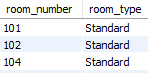 room_number room_type
101 Standard
102 Standard
104 Standard